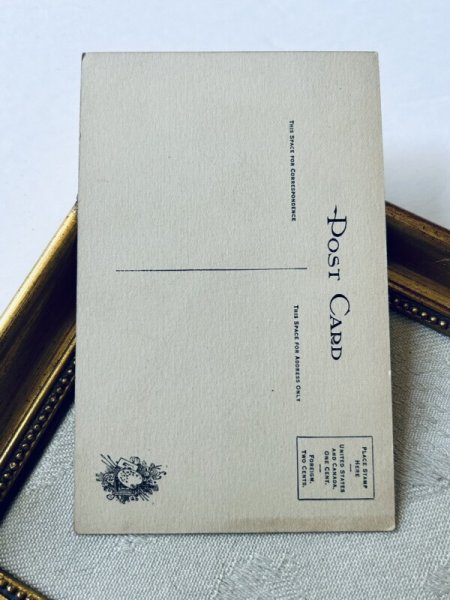 Post Card
This Space for Correspondence
This Space for Address Only
Place Stamp
Here
United States
and Canada,
One Cent.
Foreign,
Two Cents.